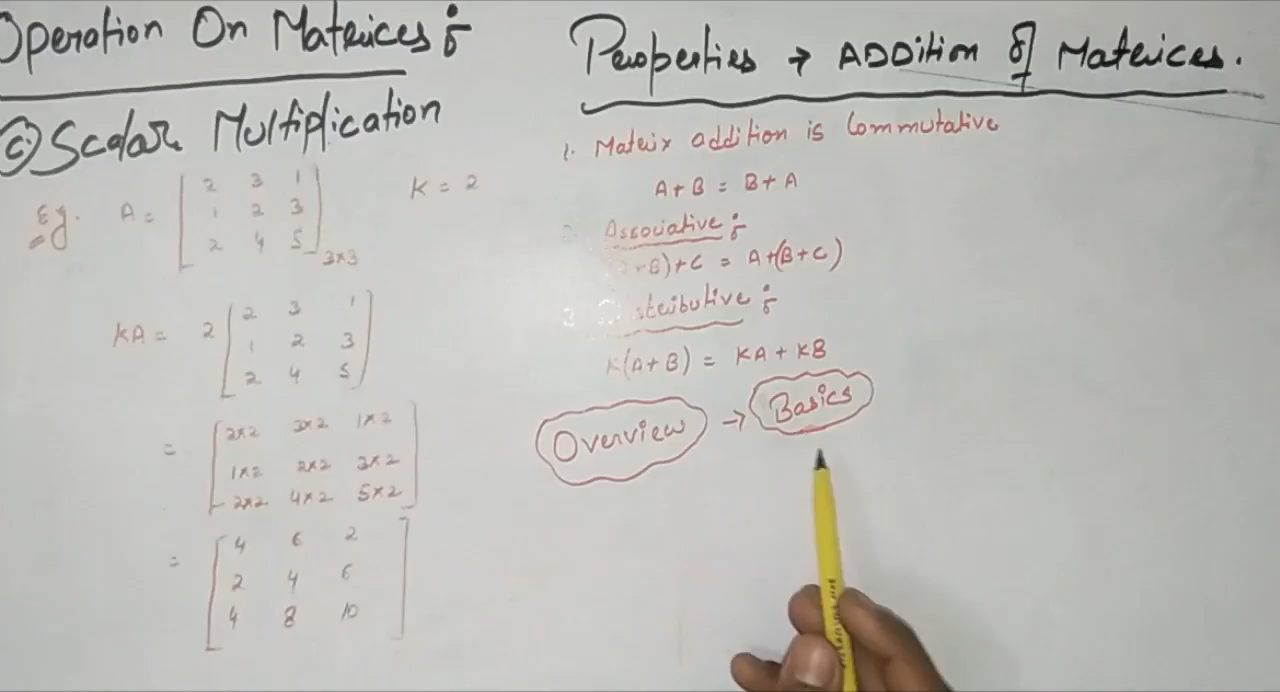 Operation On Matrices :-
(C) Scalar Multiplication
Eg. A = [ 2 3 1
1 2 3
2 4 5 ] 3×3
K = 2
KA = 2 [ 2 3 1
1 2 3
2 4 5 ]
= [ 2×2 3×2 1×2
1×2 2×2 3×2
2×2 4×2 5×2 ]
= [ 4 6 2
2 4 6
4 8 10 ]
Properties → Addition of Matrices.
1. Matrix addition is Commutative
A+B = B+A
Associative :-
+B)+C = A+(B+C)
stributive :-
K(A+B) = KA + KB
Overview → Basics